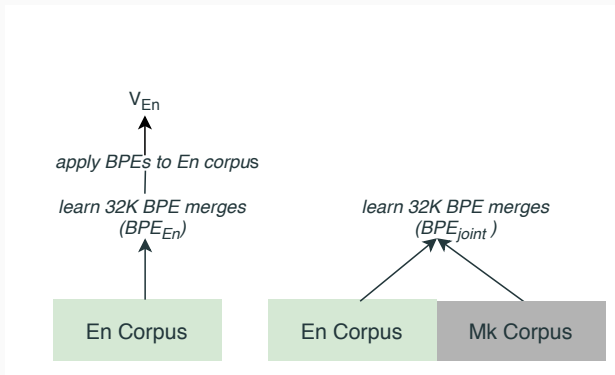 V_En
apply BPEs to En corpus
learn 32K BPE merges
(BPE_En)
learn 32K BPE merges
(BPE_joint )
En Corpus
En Corpus
Mk Corpus